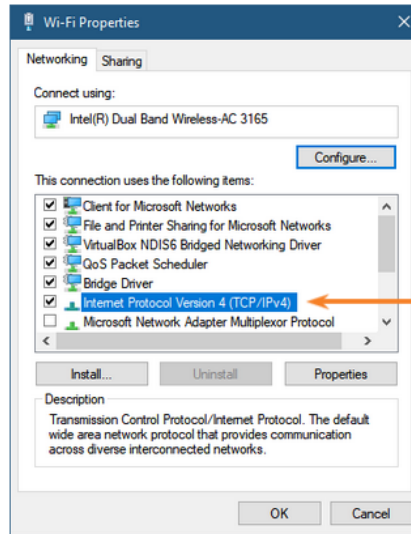 Wi-Fi Properties
Networking
Sharing
Connect using:
Intel(R) Dual Band Wireless-AC 3165
Configure...
This connection uses the following items:
Client for Microsoft Networks
File and Printer Sharing for Microsoft Networks
VirtualBox NDIS6 Bridged Networking Driver
QoS Packet Scheduler
Bridge Driver
Internet Protocol Version 4 (TCP/IPv4)
Microsoft Network Adapter Multiplexor Protocol
Install...
Uninstall
Properties
Description
Transmission Control Protocol/Internet Protocol. The default
wide area network protocol that provides communication
across diverse interconnected networks.
OK
Cancel